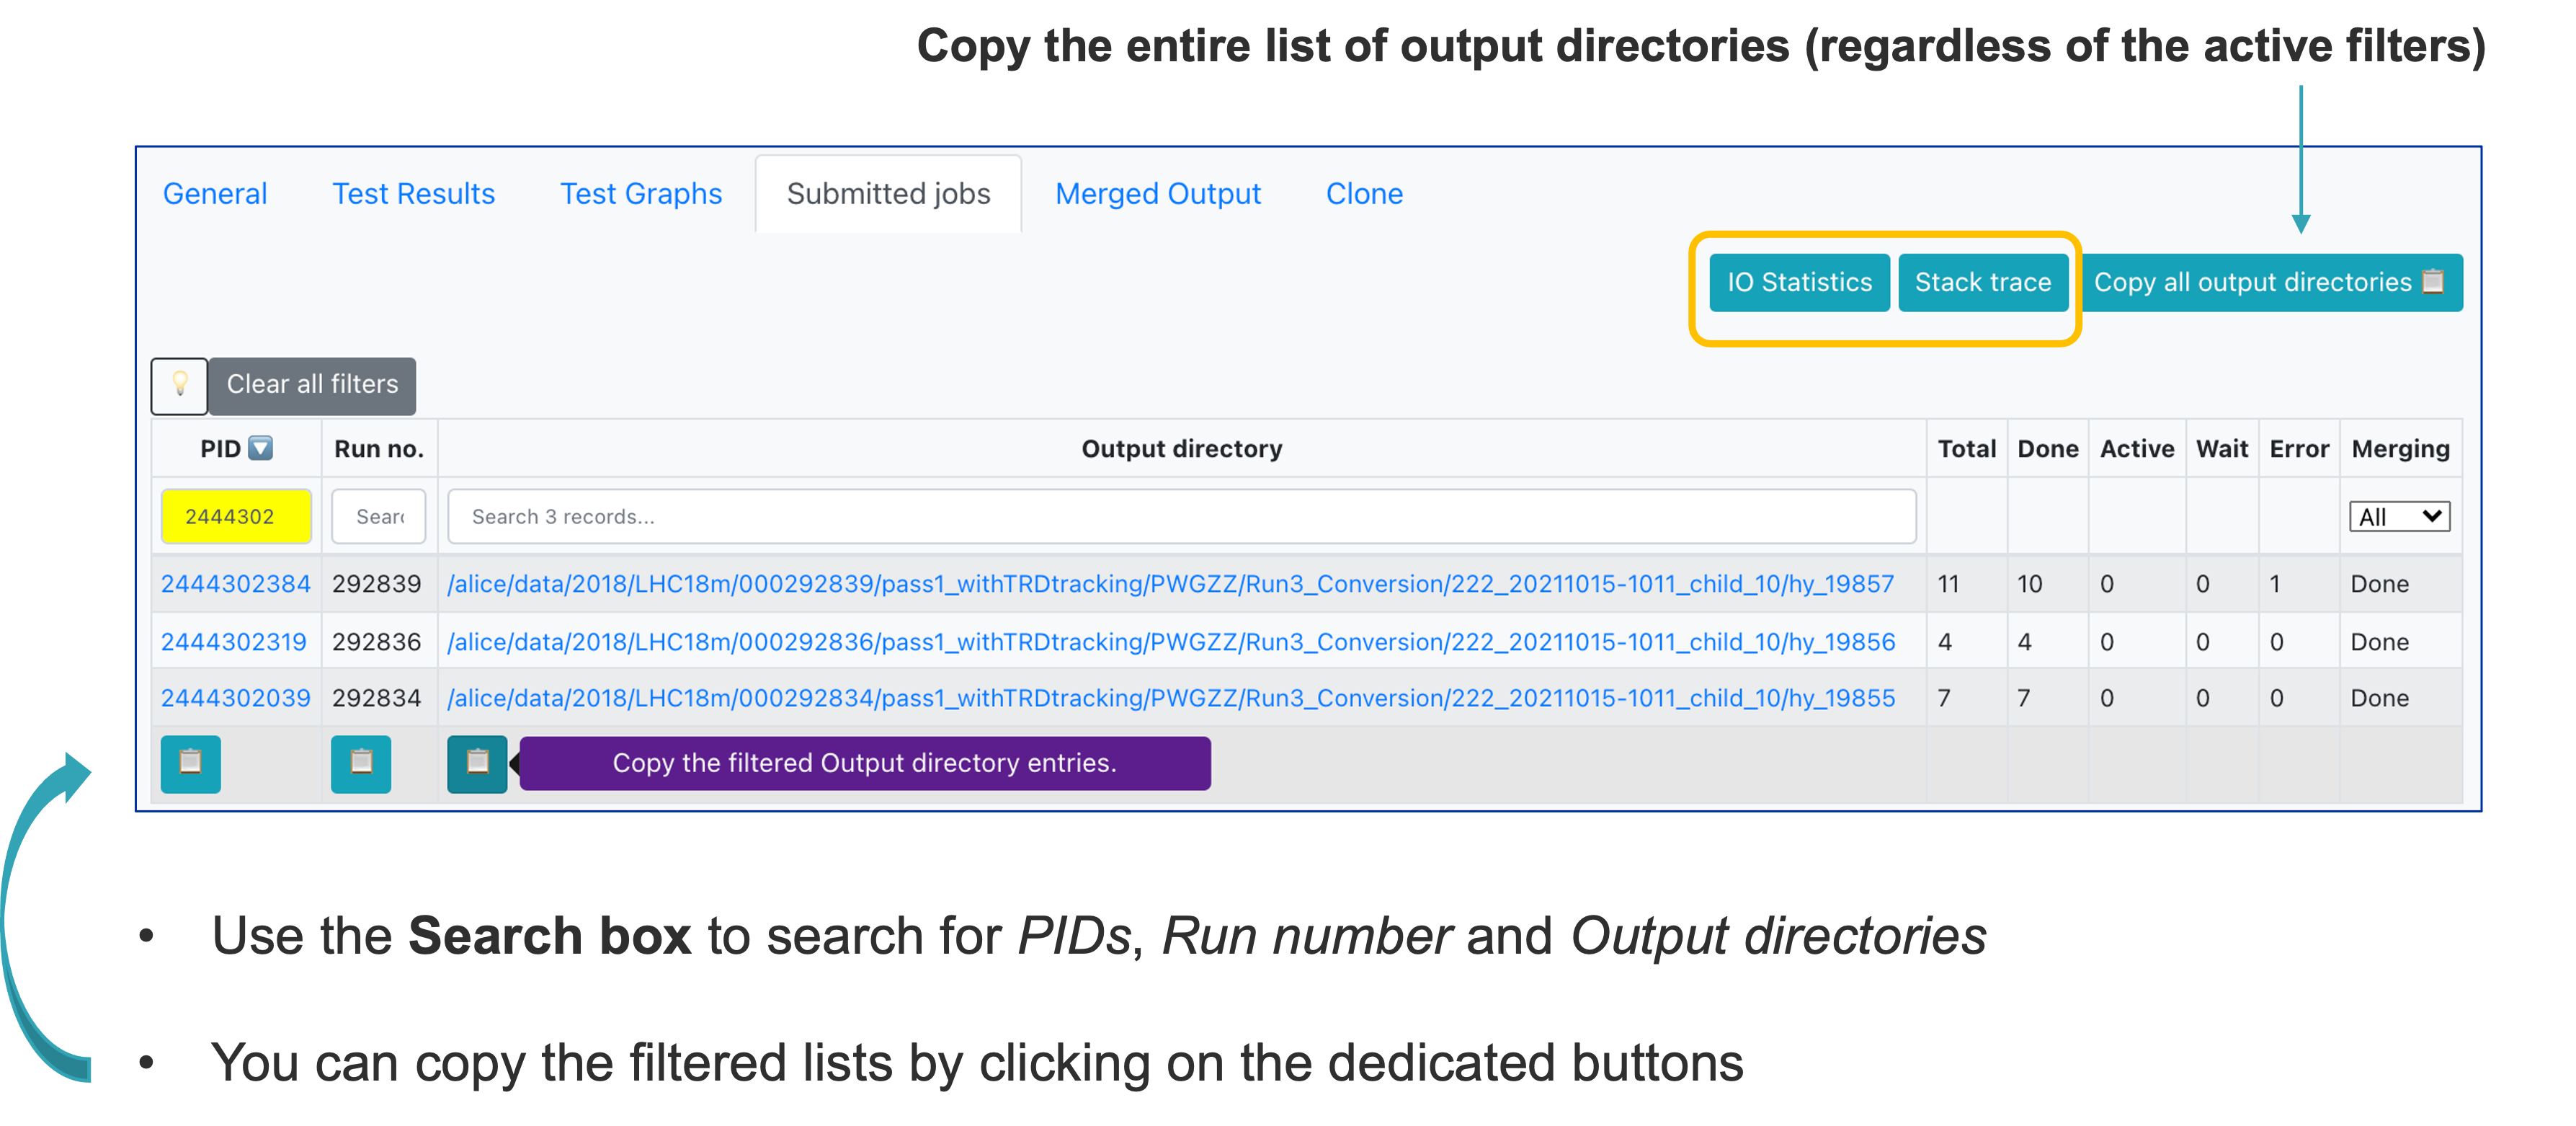 Copy the entire list of output directories (regardless of the active filters)
General Test Results Test Graphs Submitted jobs Merged Output Clone
IO Statistics Stack trace Copy all output directories
Clear all filters
PID Run no. Output directory Total Done Active Wait Error Merging
2444302 Searc Search 3 records... All
2444302384 292839 /alice/data/2018/LHC18m/000292839/pass1_withTRDtracking/PWGZZ/Run3_Conversion/222_20211015-1011_child_10/hy_19857 11 10 0 0 1 Done
2444302319 292836 /alice/data/2018/LHC18m/000292836/pass1_withTRDtracking/PWGZZ/Run3_Conversion/222_20211015-1011_child_10/hy_19856 4 4 0 0 0 Done
2444302039 292834 /alice/data/2018/LHC18m/000292834/pass1_withTRDtracking/PWGZZ/Run3_Conversion/222_20211015-1011_child_10/hy_19855 7 7 0 0 0 Done
Copy the filtered Output directory entries.
• Use the Search box to search for PIDs, Run number and Output directories
• You can copy the filtered lists by clicking on the dedicated buttons